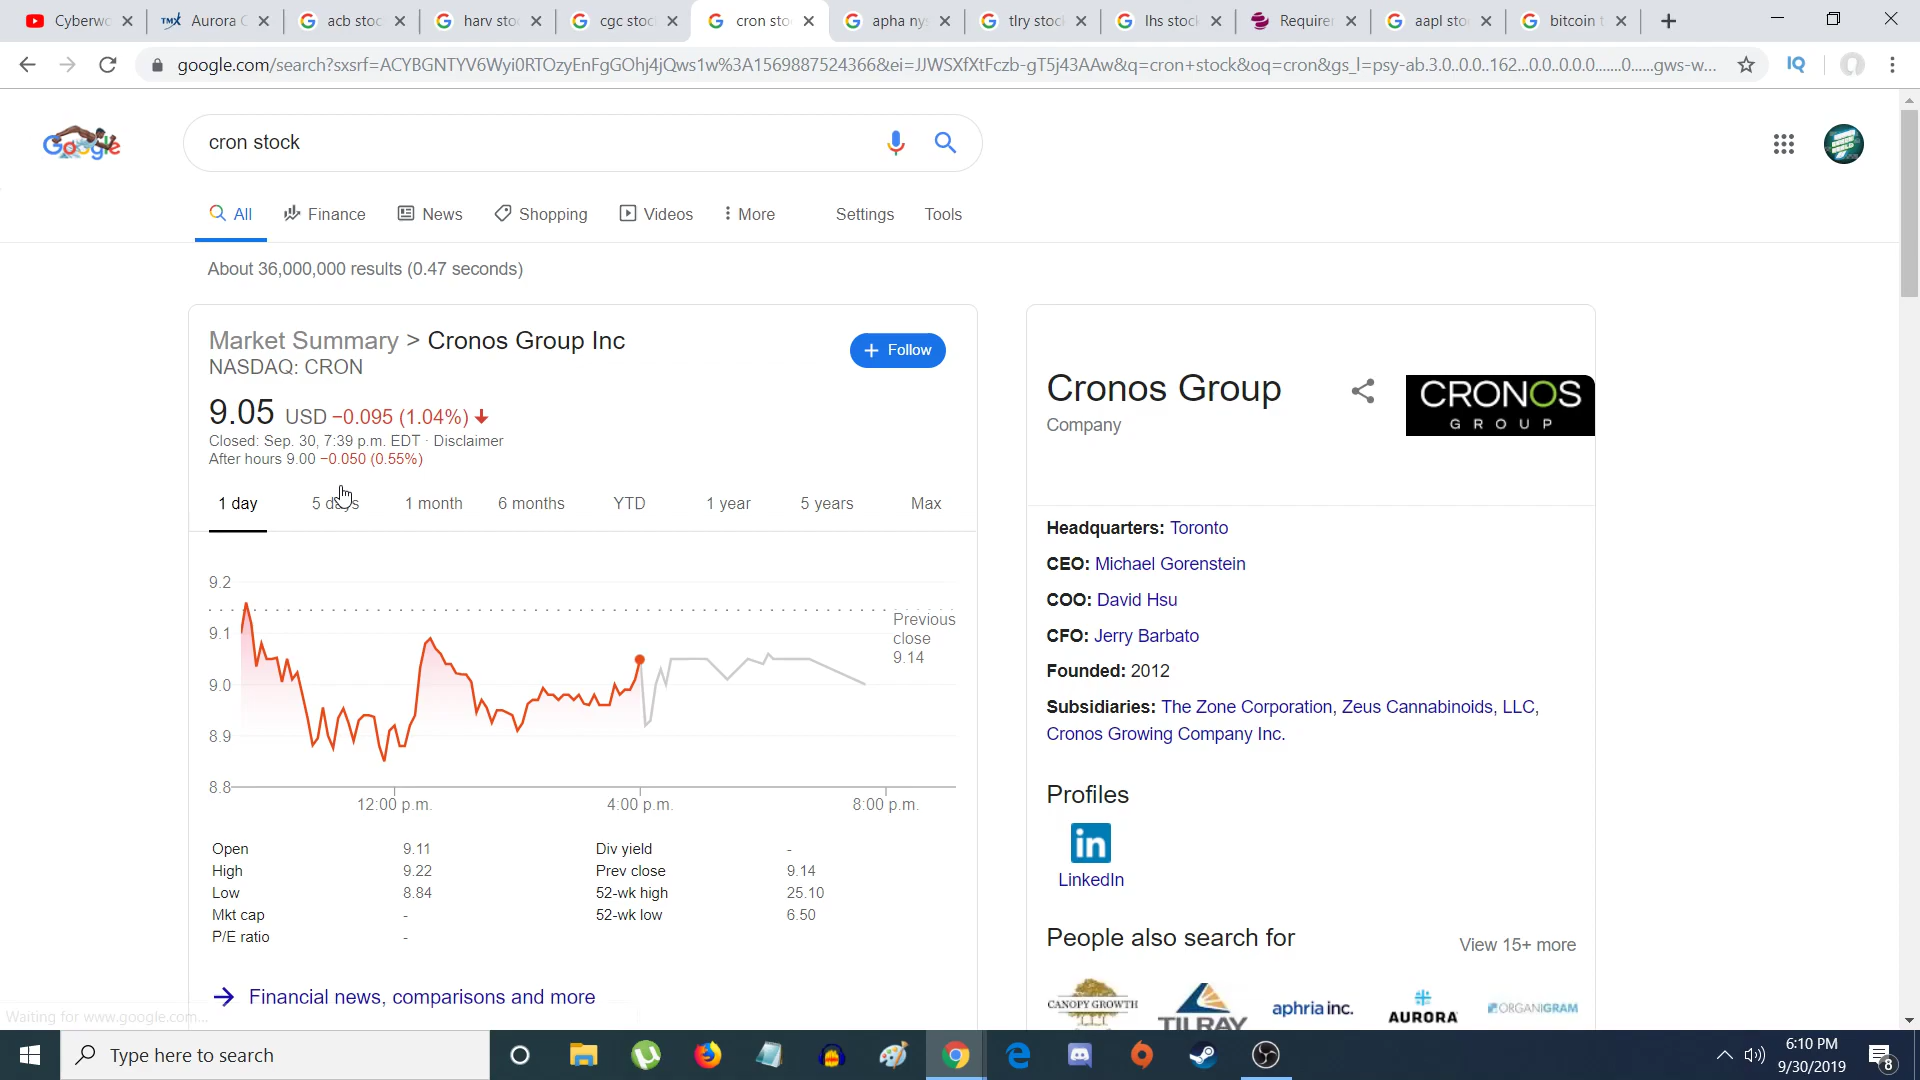 Cyberwo
TMX Aurora C
acb stoc
harv stoc
cgc stoc
cron sto
apha nys
tlry stoc
lhs stock
Requirer
aapl sto
bitcoin t
google.com/search?sxsrf=ACYBGNTYV6Wyi0RTOzyEnFgGOhj4jQws1w%3A1569887524366&ei=JJWSXfXtFczb-gT5j43AAw&q=cron+stock&oq=cron&gs_l=psy-ab.3.0..0.0..162...0.0..0.0.0.......0......gws-w...
IQ
Google
cron stock
All
Finance
News
Shopping
Videos
More
Settings
Tools
About 36,000,000 results (0.47 seconds)
Market Summary > Cronos Group Inc
NASDAQ: CRON
Follow
9.05 USD −0.095 (1.04%)
Closed: Sep. 30, 7:39 p.m. EDT · Disclaimer
After hours 9.00 −0.050 (0.55%)
1 day
5 days
1 month
6 months
YTD
1 year
5 years
Max
9.2
9.1
9.0
8.9
8.8
Previous
close
9.14
12:00 p.m.
4:00 p.m.
8:00 p.m.
Open 9.11
High 9.22
Low 8.84
Mkt cap -
P/E ratio -
Div yield -
Prev close 9.14
52-wk high 25.10
52-wk low 6.50
Financial news, comparisons and more
Cronos Group
Company
CRONOS
GROUP
Headquarters: Toronto
CEO: Michael Gorenstein
COO: David Hsu
CFO: Jerry Barbato
Founded: 2012
Subsidiaries: The Zone Corporation, Zeus Cannabinoids, LLC,
Cronos Growing Company Inc.
Profiles
in
LinkedIn
People also search for
View 15+ more
CANOPY GROWTH
TILRAY
aphria inc.
AURORA
ORGANIGRAM
Waiting for www.google.com...
Type here to search
6:10 PM
9/30/2019
8